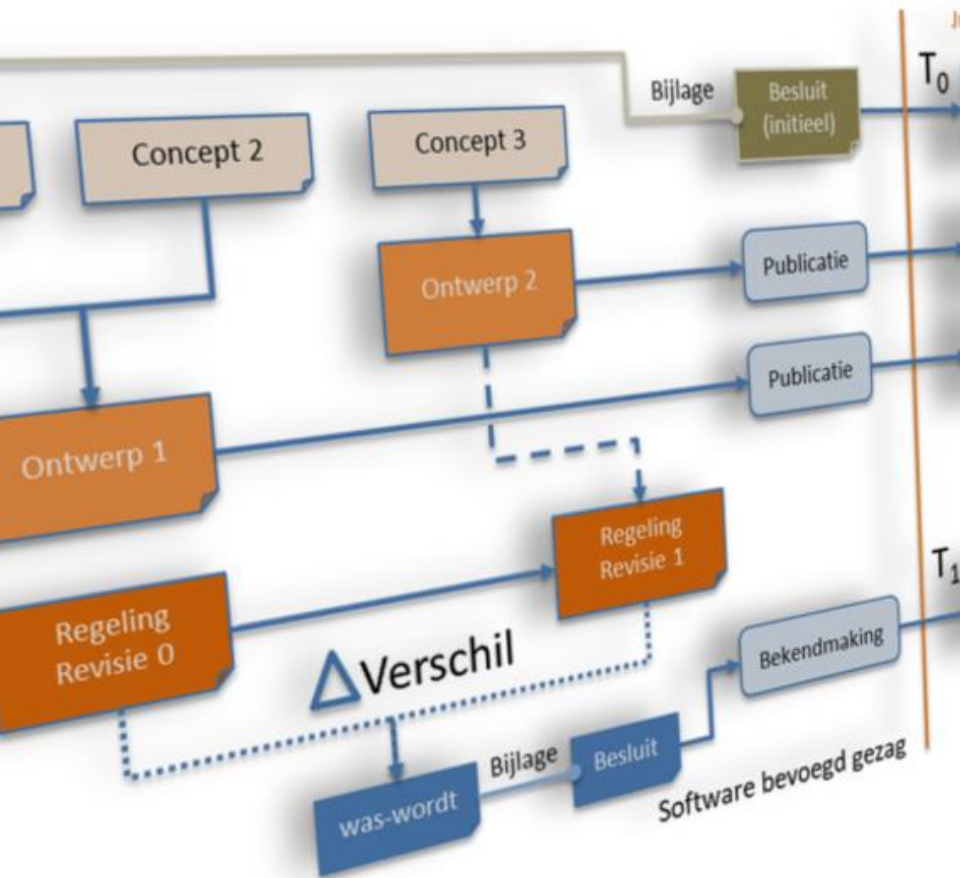 Bijlage
Besluit
(initieel)
T0
Concept 2
Concept 3
Ontwerp 2
Publicatie
Publicatie
Ontwerp 1
Regeling
Revisie 1
T1
Regeling
Revisie 0
Verschil
Bekendmaking
Bijlage
Besluit
was-wordt
Software bevoegd gezag